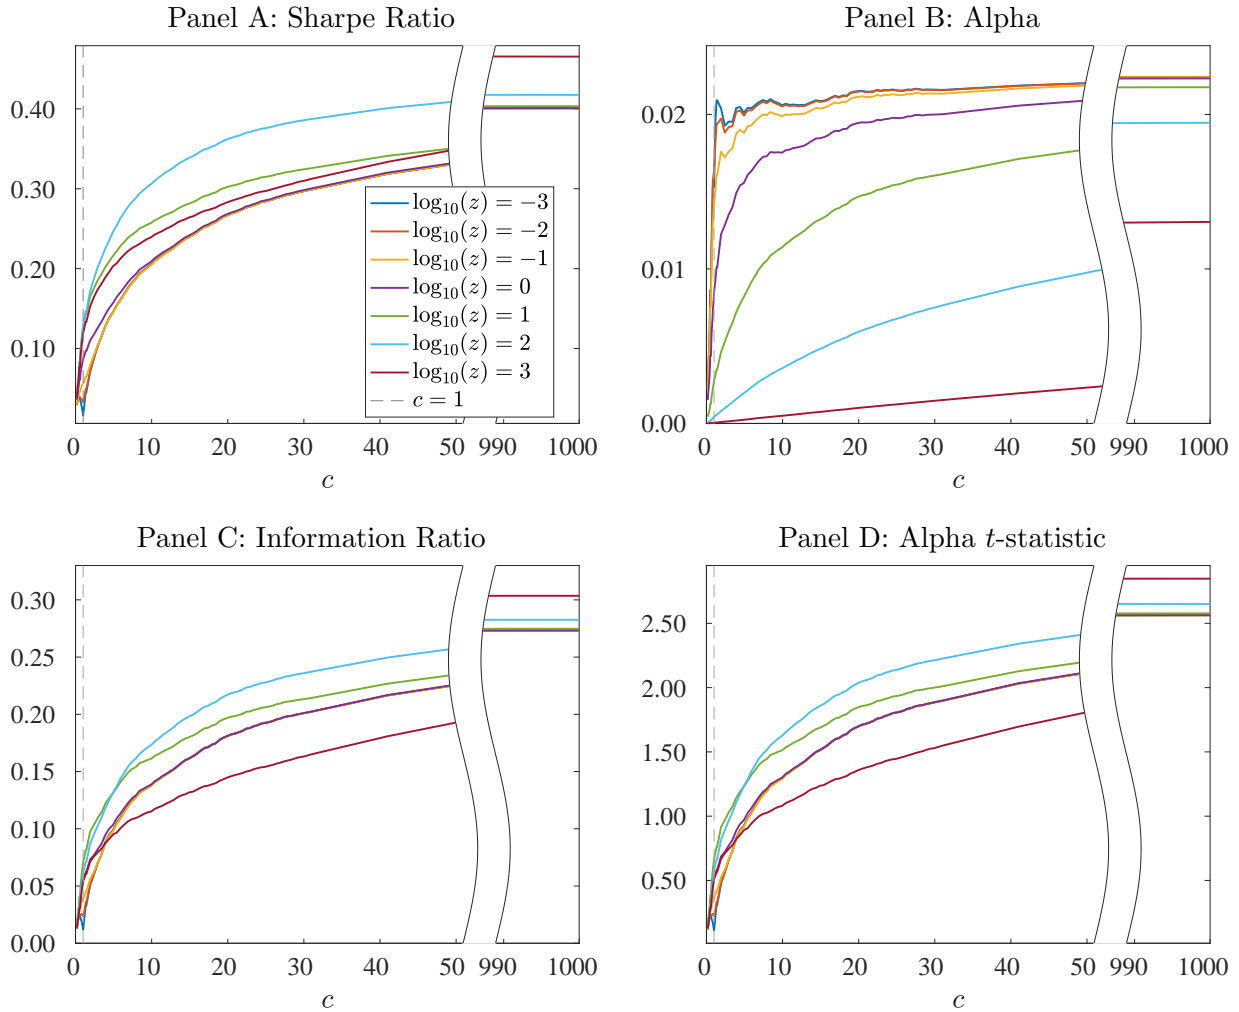 Panel A: Sharpe Ratio
0.40
0.30
0.20
0.10
0 10 20 30 40 50 990 1000
c
log₁₀(z) = −3
log₁₀(z) = −2
log₁₀(z) = −1
log₁₀(z) = 0
log₁₀(z) = 1
log₁₀(z) = 2
log₁₀(z) = 3
c = 1
Panel B: Alpha
0.02
0.01
0.00
0 10 20 30 40 50 990 1000
c
Panel C: Information Ratio
0.30
0.25
0.20
0.15
0.10
0.05
0.00
0 10 20 30 40 50 990 1000
c
Panel D: Alpha t-statistic
2.50
2.00
1.50
1.00
0.50
0 10 20 30 40 50 990 1000
c